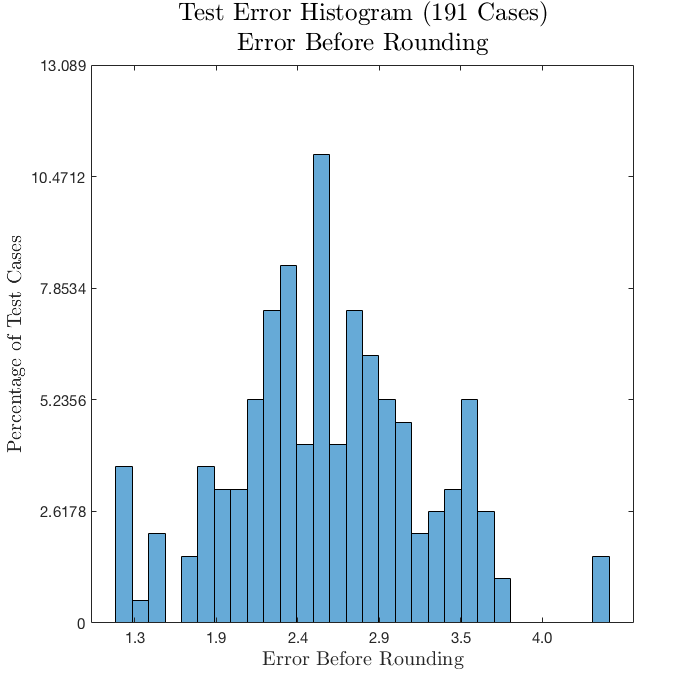 Test Error Histogram (191 Cases)
Error Before Rounding
13.089
10.4712
7.8534
5.2356
2.6178
0
Percentage of Test Cases
1.3 1.9 2.4 2.9 3.5 4.0
Error Before Rounding